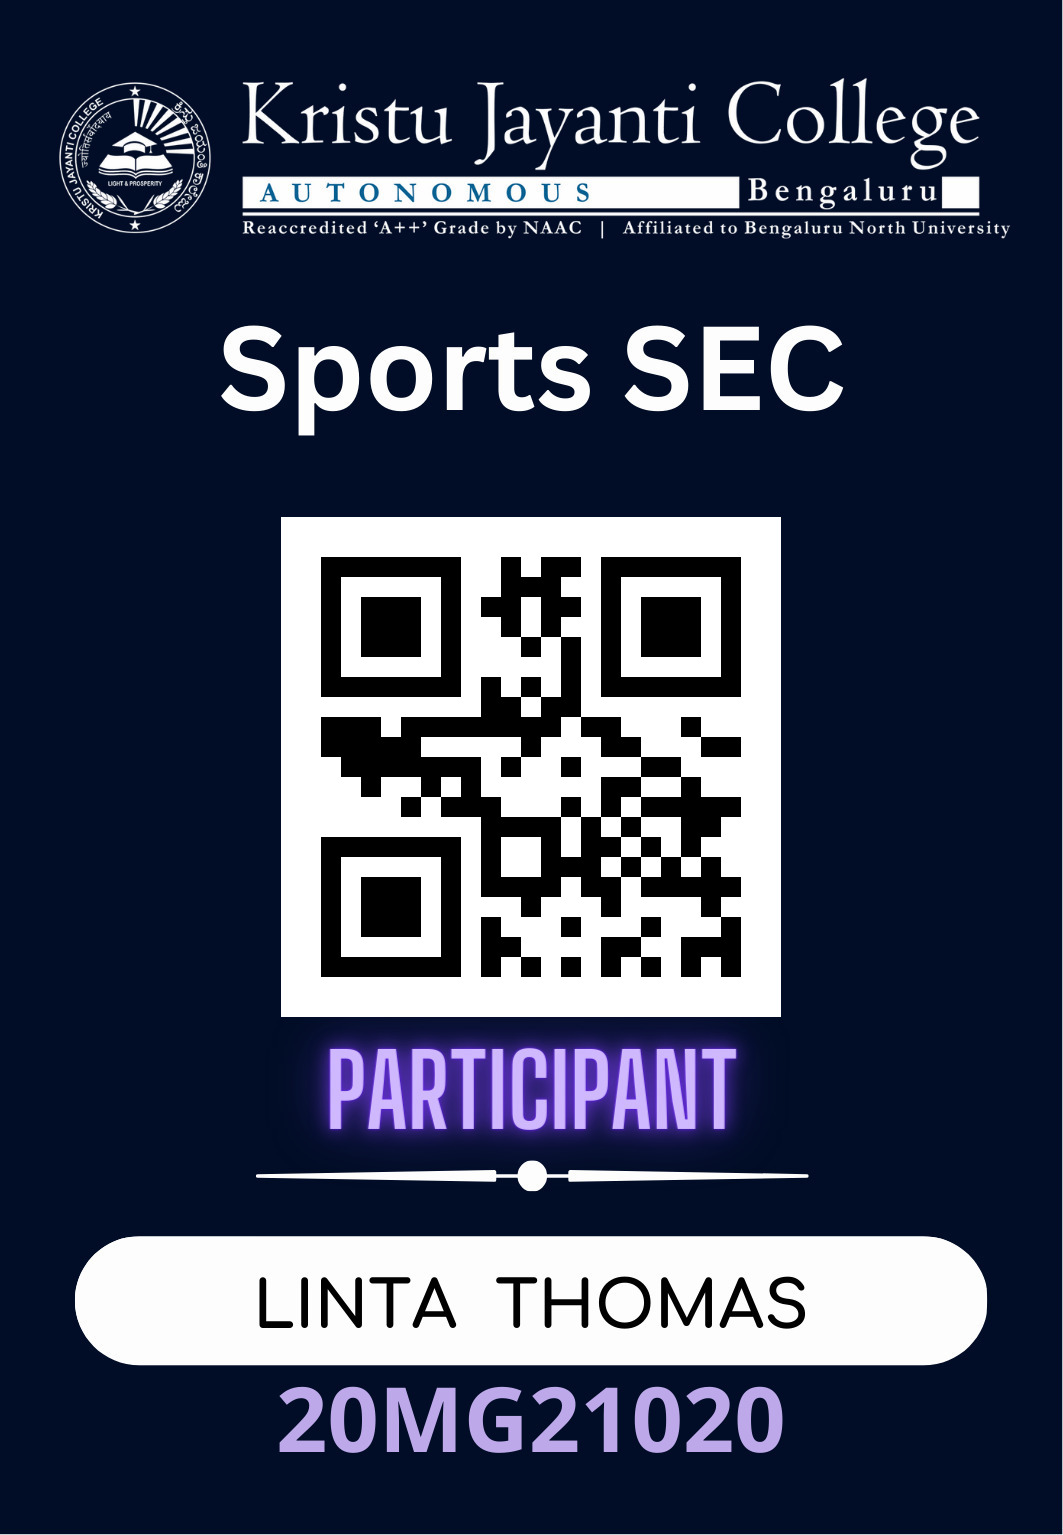 Kristu Jayanti College
AUTONOMOUS Bengaluru
Reaccredited ‘A++’ Grade by NAAC | Affiliated to Bengaluru North University
KRISTU JAYANTI COLLEGE
LIGHT & PROSPERITY
Sports SEC
PARTICIPANT
LINTA THOMAS
20MG21020